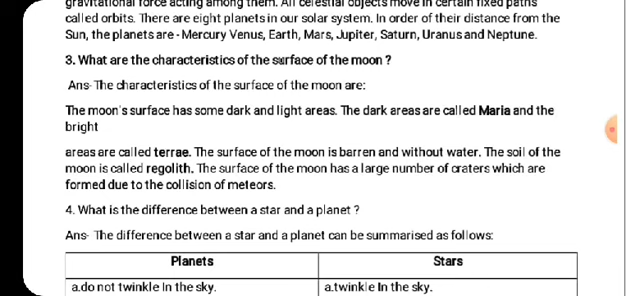 gravitational force acting among them. All celestial objects move in certain fixed paths
called orbits. There are eight planets in our solar system. In order of their distance from the
Sun, the planets are - Mercury Venus, Earth, Mars, Jupiter, Saturn, Uranus and Neptune.
3. What are the characteristics of the surface of the moon ?
Ans- The characteristics of the surface of the moon are:
The moon's surface has some dark and light areas. The dark areas are called Maria and the
bright
areas are called terrae. The surface of the moon is barren and without water. The soil of the
moon is called regolith. The surface of the moon has a large number of craters which are
formed due to the collision of meteors.
4. What is the difference between a star and a planet ?
Ans- The difference between a star and a planet can be summarised as follows:
Planets Stars
a.do not twinkle In the sky. a.twinkle In the sky.